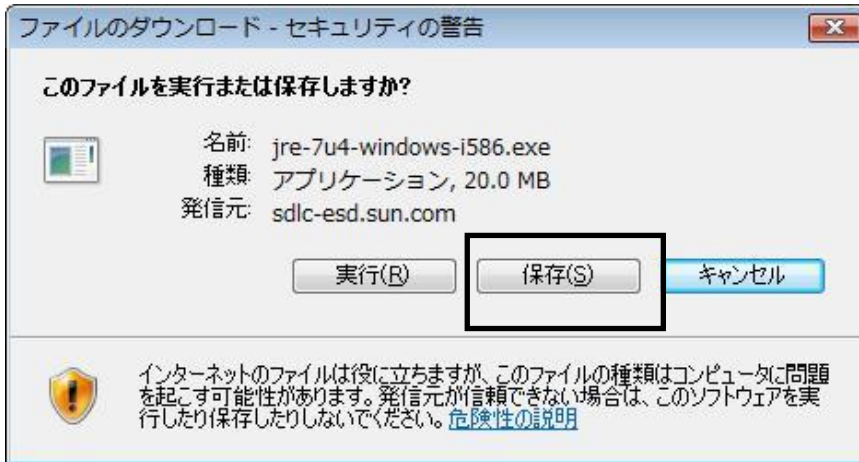 ファイルのダウンロード - セキュリティの警告
このファイルを実行または保存しますか?
名前: jre-7u4-windows-i586.exe
種類: アプリケーション, 20.0 MB
発信元: sdlc-esd.sun.com
実行(R) 保存(S) キャンセル
インターネットのファイルは役に立ちますが、このファイルの種類はコンピュータに問題
を起こす可能性があります。発信元が信頼できない場合は、このソフトウェアを実
行したり保存したりしないでください。危険性の説明